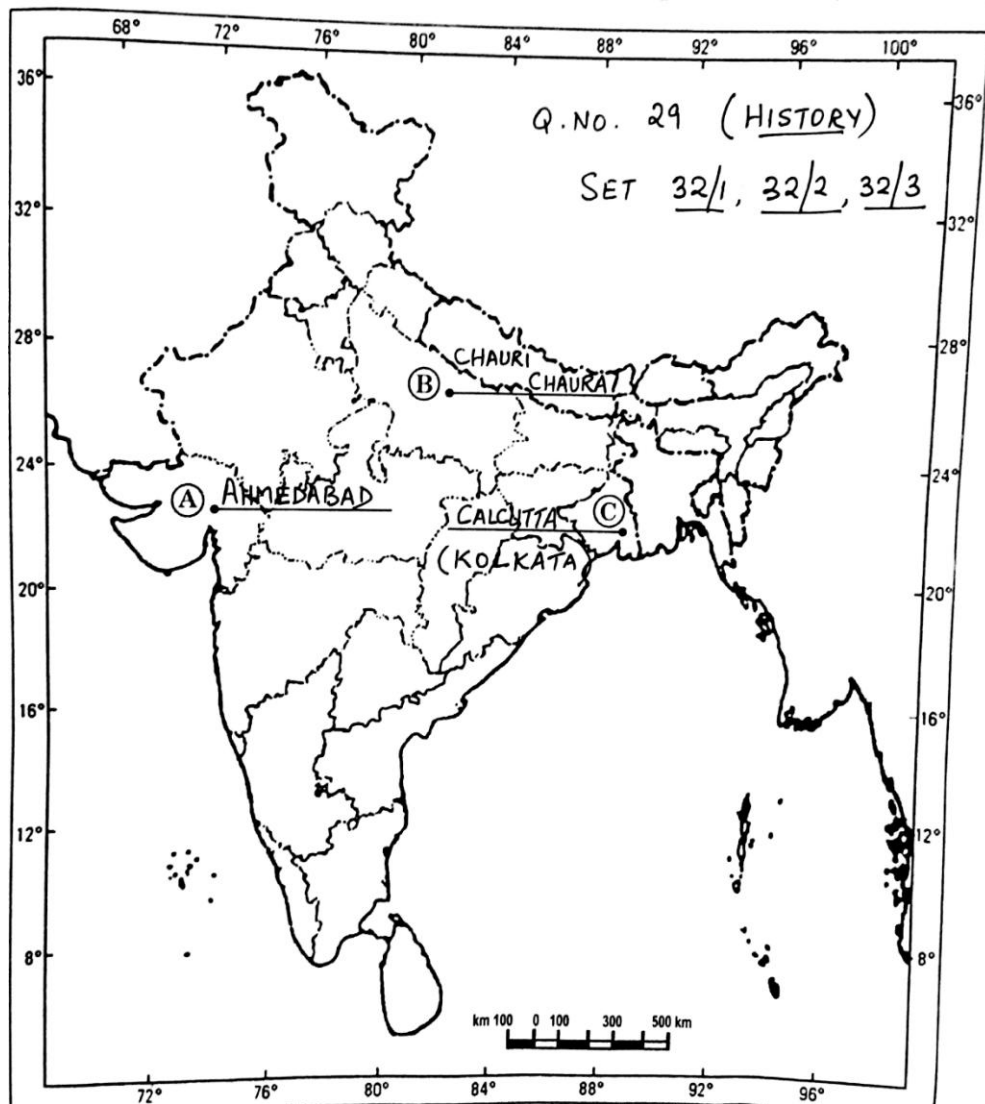 68° 72° 76° 80° 84° 88° 92° 96° 100°
36° 36°
Q.NO. 29 (HISTORY)
SET 32/1, 32/2, 32/3
32° 32°
28° 28°
CHAURI
B CHAURA
24° 24°
A AHMEDABAD
CALCUTTA C
(KOLKATA
20° 20°
16° 16°
12° 12°
8° 8°
km 100 0 100 300 500 km
72° 76° 80° 84° 88° 92° 96°